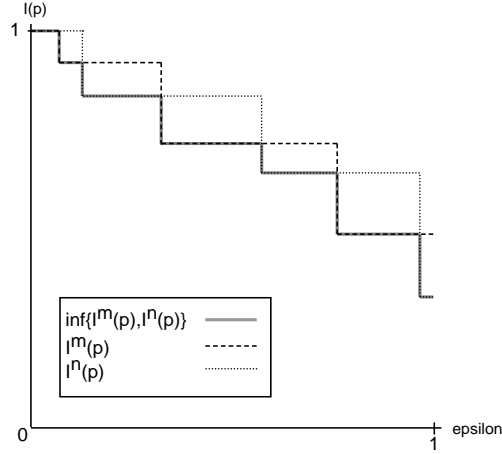 I(p)
1
inf{I^m(p),I^n(p)}
I^m(p)
I^n(p)
0
1
epsilon